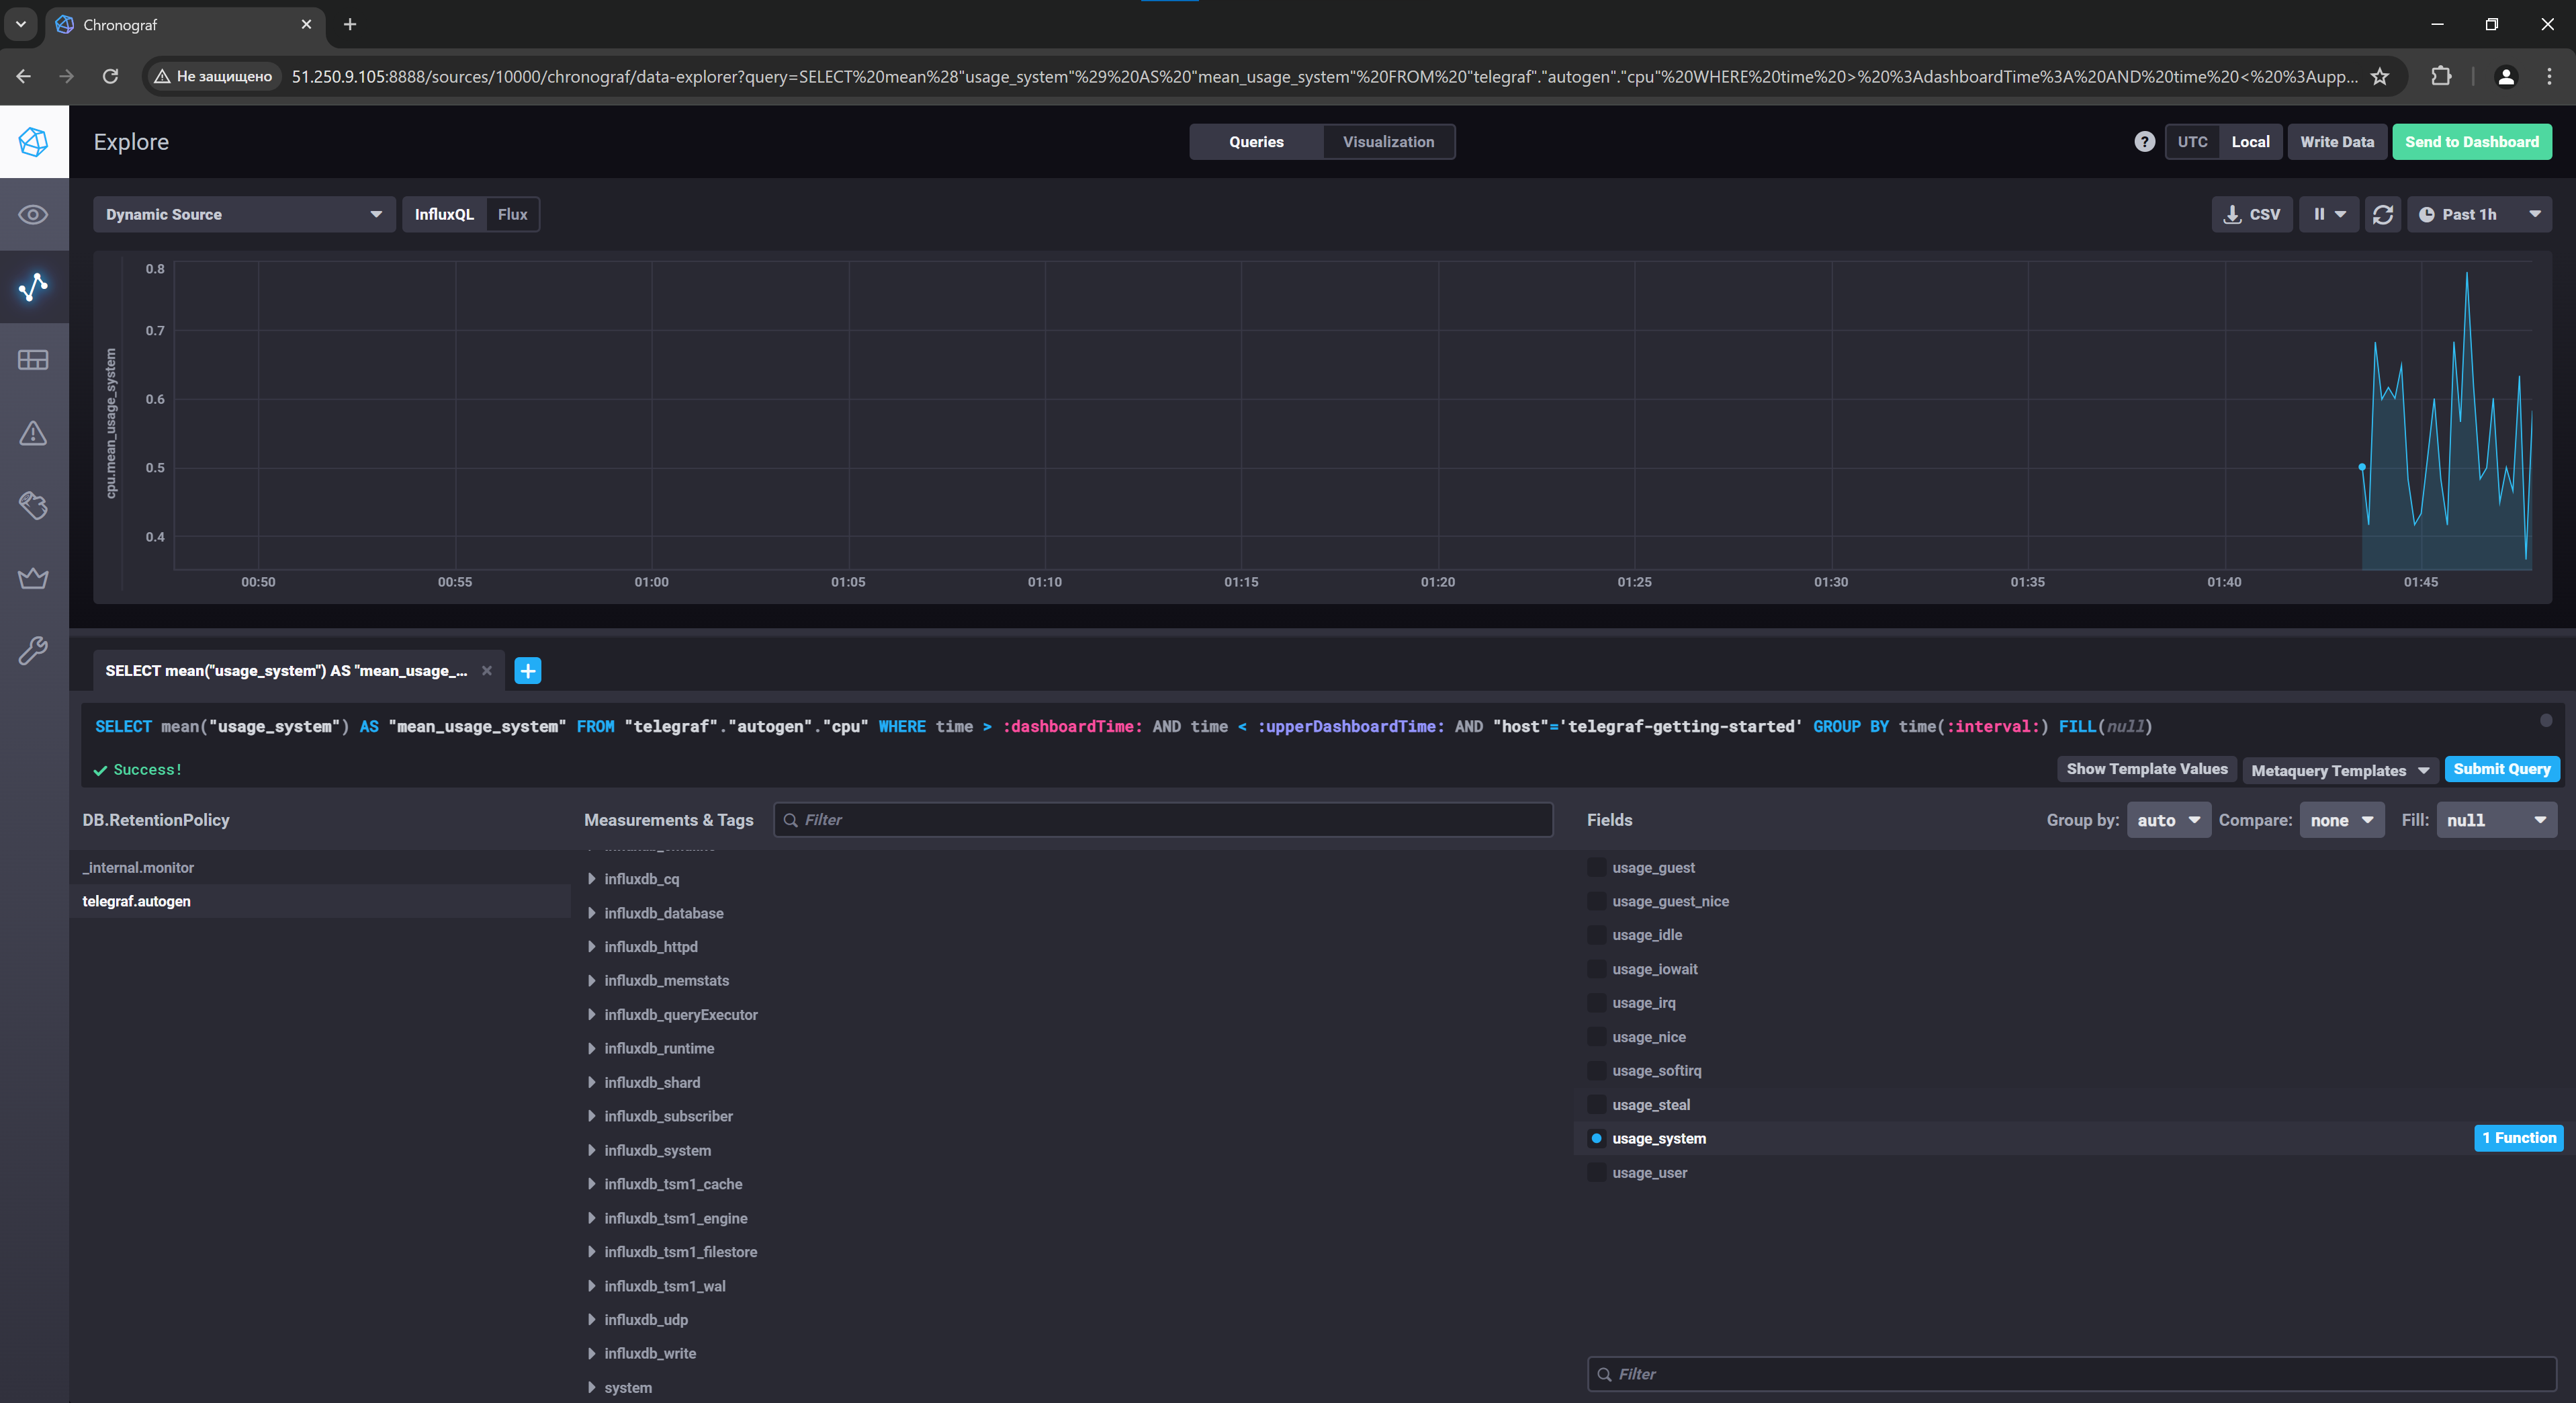 Chronograf
Не защищено
51.250.9.105:8888/sources/10000/chronograf/data-explorer?query=SELECT%20mean%28"usage_system"%29%20AS%20"mean_usage_system"%20FROM%20"telegraf"."autogen"."cpu"%20WHERE%20time%20>%20%3AdashboardTime%3A%20AND%20time%20<%20%3Aupp...
Explore
Queries
Visualization
?
UTC
Local
Write Data
Send to Dashboard
Dynamic Source
InfluxQL
Flux
CSV
Past 1h
cpu.mean_usage_system
0.8
0.7
0.6
0.5
0.4
00:50
00:55
01:00
01:05
01:10
01:15
01:20
01:25
01:30
01:35
01:40
01:45
SELECT mean("usage_system") AS "mean_usage_...
SELECT mean("usage_system") AS "mean_usage_system" FROM "telegraf"."autogen"."cpu" WHERE time > :dashboardTime: AND time < :upperDashboardTime: AND "host"='telegraf-getting-started' GROUP BY time(:interval:) FILL(null)
Success!
Show Template Values
Metaquery Templates
Submit Query
DB.RetentionPolicy
_internal.monitor
telegraf.autogen
Measurements & Tags
Filter
influxdb_cq
influxdb_database
influxdb_httpd
influxdb_memstats
influxdb_queryExecutor
influxdb_runtime
influxdb_shard
influxdb_subscriber
influxdb_system
influxdb_tsm1_cache
influxdb_tsm1_engine
influxdb_tsm1_filestore
influxdb_tsm1_wal
influxdb_udp
influxdb_write
system
Fields
Group by: auto
Compare: none
Fill: null
usage_guest
usage_guest_nice
usage_idle
usage_iowait
usage_irq
usage_nice
usage_softirq
usage_steal
usage_system
1 Function
usage_user
Filter